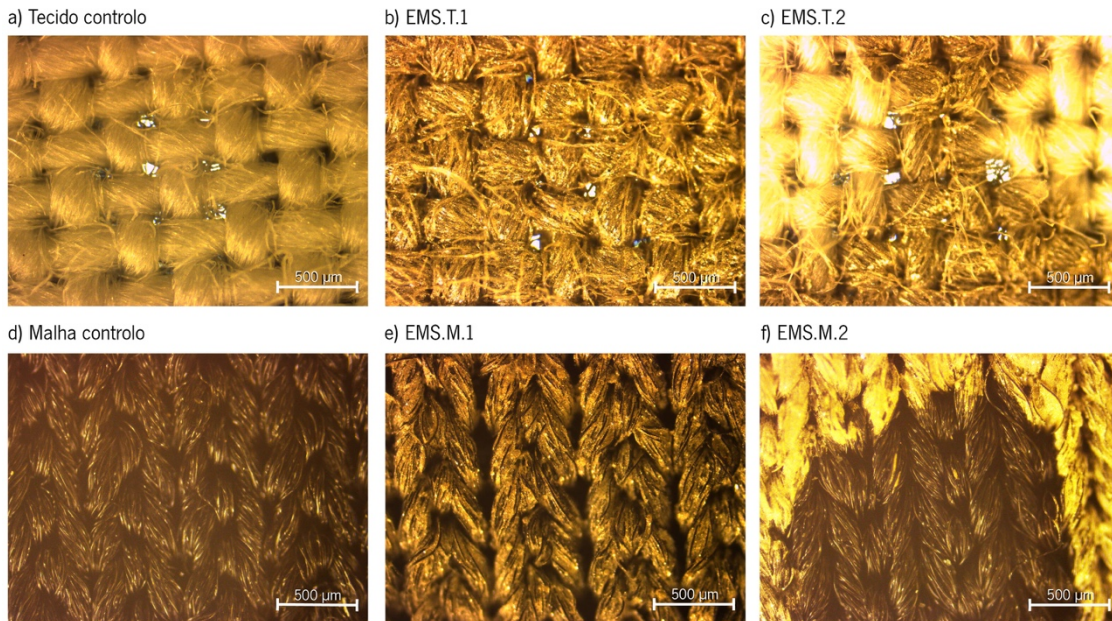 a) Tecido controlo
b) EMS.T.1
c) EMS.T.2
500 µm
500 µm
500 µm
d) Malha controlo
e) EMS.M.1
f) EMS.M.2
500 µm
500 µm
500 µm